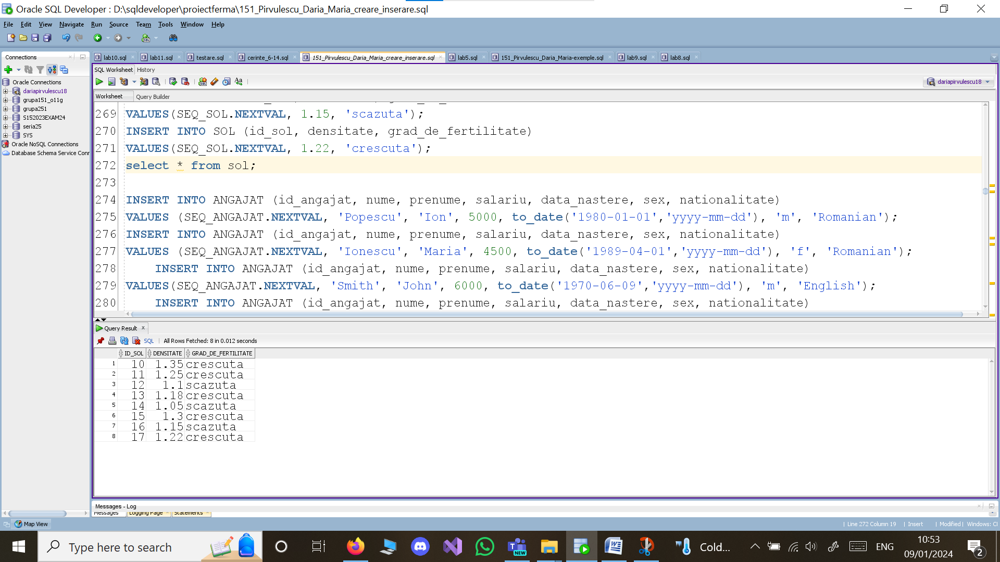 Oracle SQL Developer : D:\sqldeveloper\proiectferma\151_Pirvulescu_Daria_Maria_creare_inserare.sql
File Edit View Navigate Run Source Team Tools Window Help
Connections
lab10.sql lab11.sql testare.sql cerinte_6-14.sql 151_Pirvulescu_Daria_Maria_creare_inserare.sql lab5.sql 151_Pirvulescu_Daria_Maria-exemple.sql lab9.sql lab8.sql
SQL Worksheet History
dariapirvulescu18
Worksheet Query Builder
Oracle Connections
dariapirvulescu18
grupa151_o11g
grupa251
S152023EXAM24
seria25
SYS
Oracle NoSQL Connections
Database Schema Service Conr
269 VALUES(SEQ_SOL.NEXTVAL, 1.15, 'scazuta');
270 INSERT INTO SOL (id_sol, densitate, grad_de_fertilitate)
271 VALUES(SEQ_SOL.NEXTVAL, 1.22, 'crescuta');
272 select * from sol;
273
274 INSERT INTO ANGAJAT (id_angajat, nume, prenume, salariu, data_nastere, sex, nationalitate)
275 VALUES (SEQ_ANGAJAT.NEXTVAL, 'Popescu', 'Ion', 5000, to_date('1980-01-01','yyyy-mm-dd'), 'm', 'Romanian');
276 INSERT INTO ANGAJAT (id_angajat, nume, prenume, salariu, data_nastere, sex, nationalitate)
277 VALUES (SEQ_ANGAJAT.NEXTVAL, 'Ionescu', 'Maria', 4500, to_date('1989-04-01','yyyy-mm-dd'), 'f', 'Romanian');
278 INSERT INTO ANGAJAT (id_angajat, nume, prenume, salariu, data_nastere, sex, nationalitate)
279 VALUES(SEQ_ANGAJAT.NEXTVAL, 'Smith', 'John', 6000, to_date('1970-06-09','yyyy-mm-dd'), 'm', 'English');
280 INSERT INTO ANGAJAT (id_angajat, nume, prenume, salariu, data_nastere, sex, nationalitate)
Query Result x
SQL | All Rows Fetched: 8 in 0.012 seconds
ID_SOL DENSITATE GRAD_DE_FERTILITATE
1 10 1.35 crescuta
2 11 1.25 crescuta
3 12 1.1 scazuta
4 13 1.18 crescuta
5 14 1.05 scazuta
6 15 1.3 crescuta
7 16 1.15 scazuta
8 17 1.22 crescuta
Messages - Log
Messages Logging Page Statements
Map View
| Line 272 Column 19 | Insert | Modified | Windows: Cl
Type here to search
NEW
Cold...
ENG
10:53
09/01/2024
2